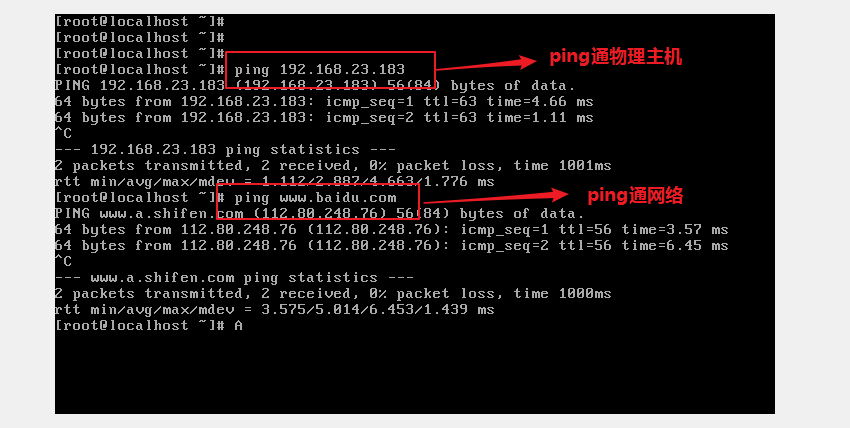 [root@localhost ~]#
[root@localhost ~]#
[root@localhost ~]#
[root@localhost ~]# ping 192.168.23.183
ping通物理主机
PING 192.168.23.183 (192.168.23.183) 56(84) bytes of data.
64 bytes from 192.168.23.183: icmp_seq=1 ttl=63 time=4.66 ms
64 bytes from 192.168.23.183: icmp_seq=2 ttl=63 time=1.11 ms
^C
--- 192.168.23.183 ping statistics ---
2 packets transmitted, 2 received, 0% packet loss, time 1001ms
rtt min/avg/max/mdev = 1.112/2.887/4.663/1.776 ms
[root@localhost ~]# ping www.baidu.com
ping通网络
PING www.a.shifen.com (112.80.248.76) 56(84) bytes of data.
64 bytes from 112.80.248.76 (112.80.248.76): icmp_seq=1 ttl=56 time=3.57 ms
64 bytes from 112.80.248.76 (112.80.248.76): icmp_seq=2 ttl=56 time=6.45 ms
^C
--- www.a.shifen.com ping statistics ---
2 packets transmitted, 2 received, 0% packet loss, time 1000ms
rtt min/avg/max/mdev = 3.575/5.014/6.453/1.439 ms
[root@localhost ~]# A